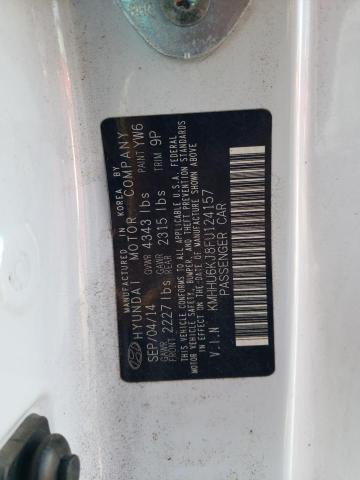 MANUFACTURED IN KOREA BY
HYUNDAI MOTOR COMPANY
SEP/04/14 GVWR 4343 lbs PAINT YW6
GAWR FRONT 2227 lbs GAWR REAR 2315 lbs TRIM 9P
THIS VEHICLE CONFORMS TO ALL APPLICABLE U.S.A. FEDERAL
MOTOR VEHICLE SAFETY, BUMPER, AND THEFT PREVENTION STANDARDS
IN EFFECT ON THE DATE OF MANUFACTURE SHOWN ABOVE
V.I.N KMHHU6KJ8FU124157
PASSENGER CAR